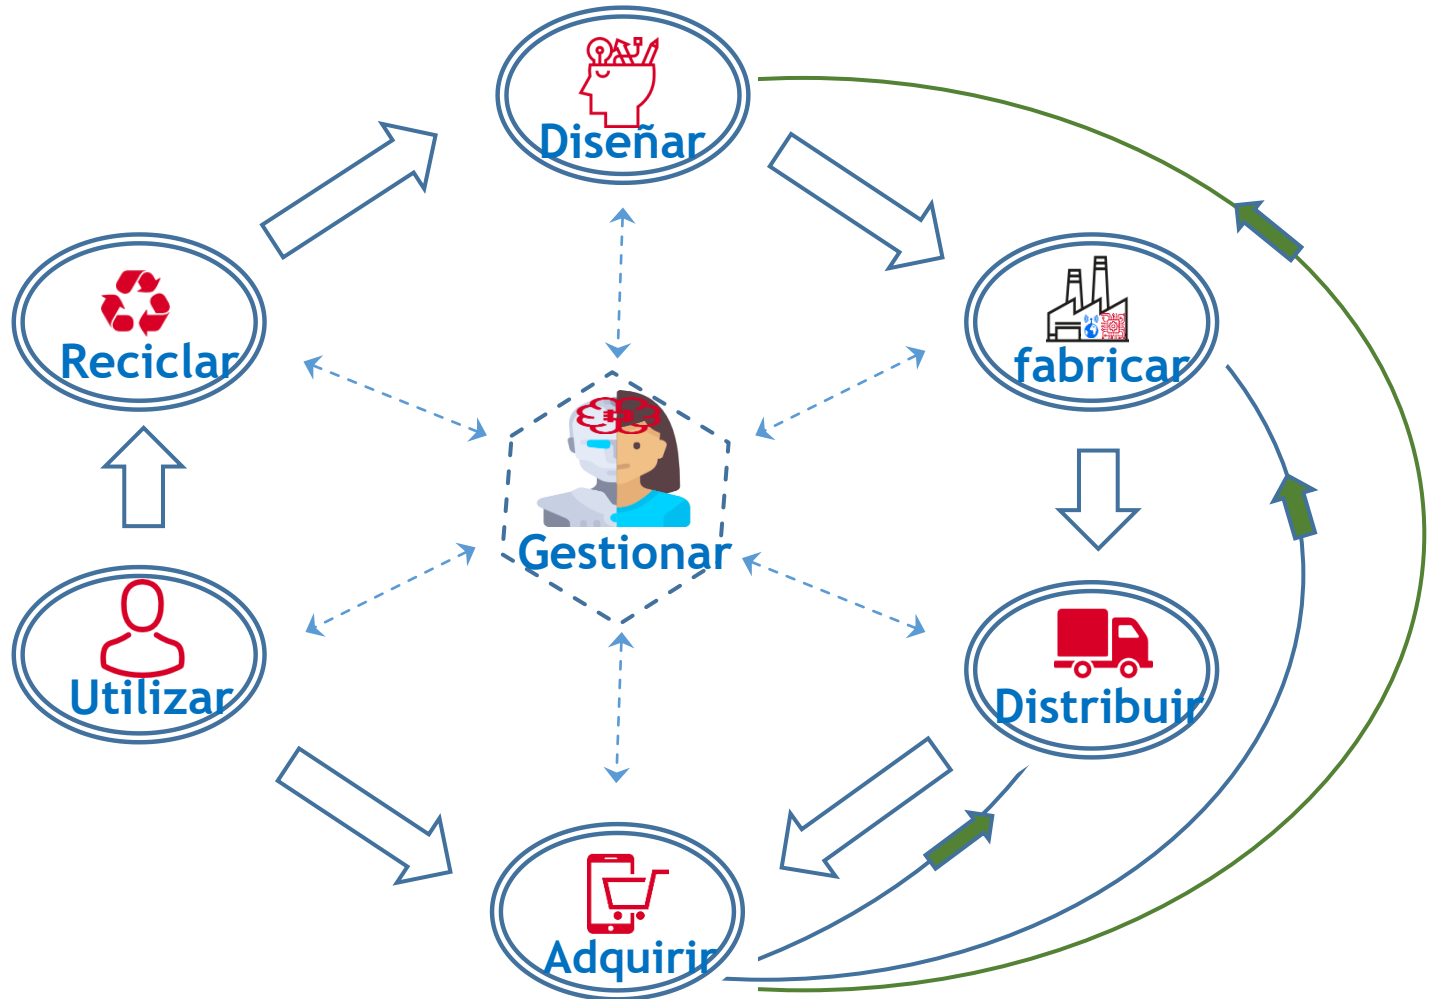 Diseñar
Reciclar
fabricar
Gestionar
Utilizar
Distribuir
Adquirir